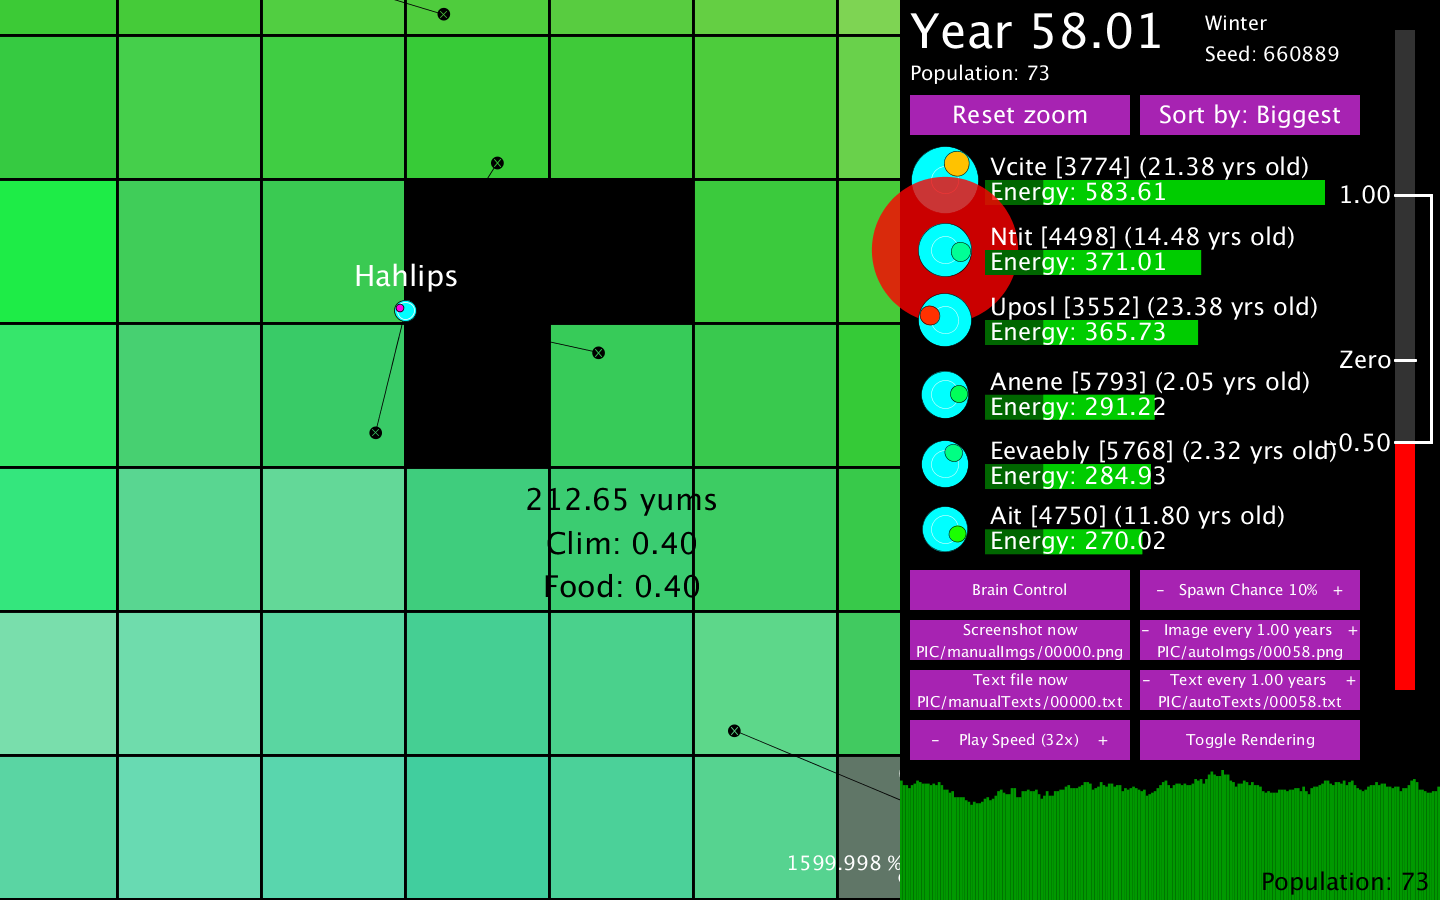 Hahlips
212.65 yums
Clim: 0.40
Food: 0.40
1599.998 %
Year 58.01
Winter
Seed: 660889
Population: 73
Reset zoom
Sort by: Biggest
Vcite [3774] (21.38 yrs old)
Energy: 583.61
Ntit [4498] (14.48 yrs old)
Energy: 371.01
Uposl [3552] (23.38 yrs old)
Energy: 365.73
Anene [5793] (2.05 yrs old)
Energy: 291.22
Eevaebly [5768] (2.32 yrs old)
Energy: 284.93
Ait [4750] (11.80 yrs old)
Energy: 270.02
1.00
Zero
-0.50
Brain Control
- Spawn Chance 10% +
Screenshot now
PIC/manualImgs/00000.png
- Image every 1.00 years +
PIC/autoImgs/00058.png
Text file now
PIC/manualTexts/00000.txt
- Text every 1.00 years +
PIC/autoTexts/00058.txt
- Play Speed (32x) +
Toggle Rendering
Population: 73